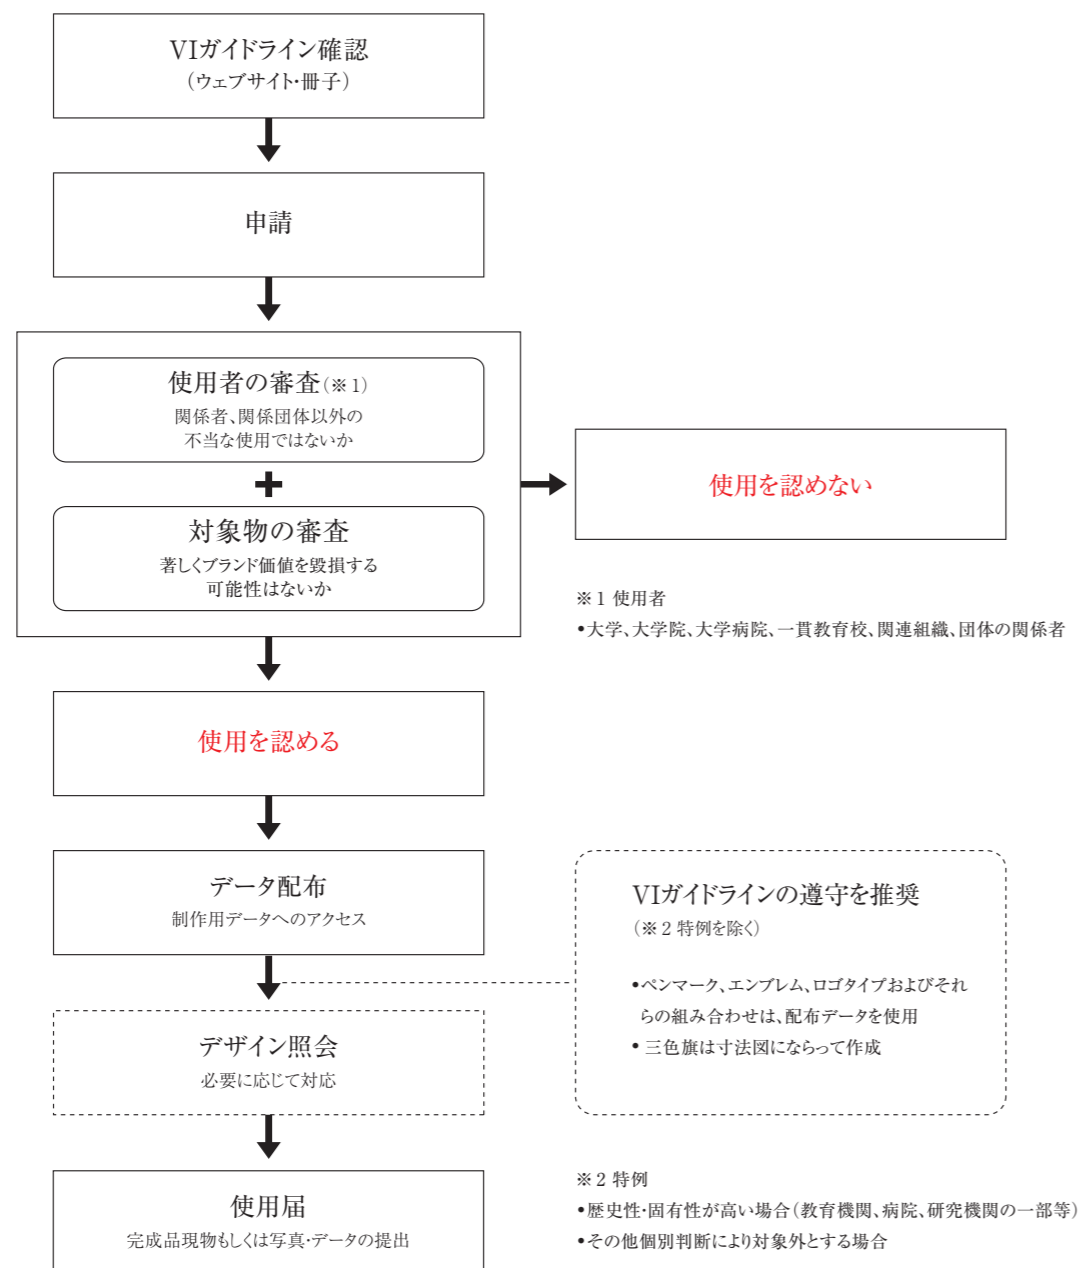 VIガイドライン確認
（ウェブサイト・冊子）
申請
使用者の審査（※1）
関係者、関係団体以外の
不当な使用ではないか
対象物の審査
著しくブランド価値を毀損する
可能性はないか
使用を認めない
※1 使用者
•大学、大学院、大学病院、一貫教育校、関連組織、団体の関係者
使用を認める
データ配布
制作用データへのアクセス
VIガイドラインの遵守を推奨
（※2 特例を除く）
•ペンマーク、エンブレム、ロゴタイプおよびそれ
らの組み合わせは、配布データを使用
• 三色旗は寸法図にならって作成
デザイン照会
必要に応じて対応
使用届
完成品現物もしくは写真・データの提出
※2 特例
•歴史性・固有性が高い場合（教育機関、病院、研究機関の一部等）
•その他個別判断により対象外とする場合